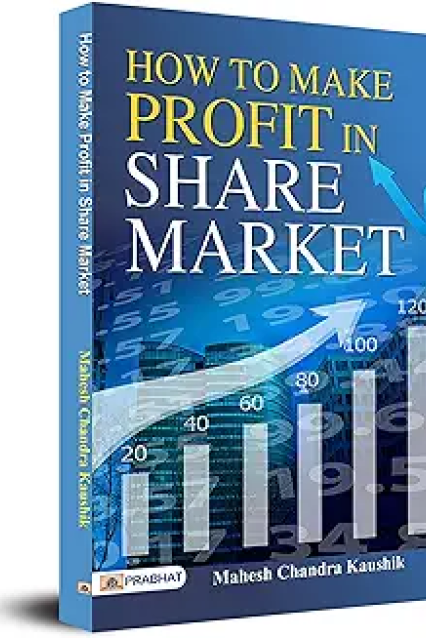 How to Make Profit in Share Market
Mahesh Chandra Kaushik
HOW TO MAKE
PROFIT IN
SHARE
MARKET
20
40
60
80
100
120
PRABHAT
Mahesh Chandra Kaushik